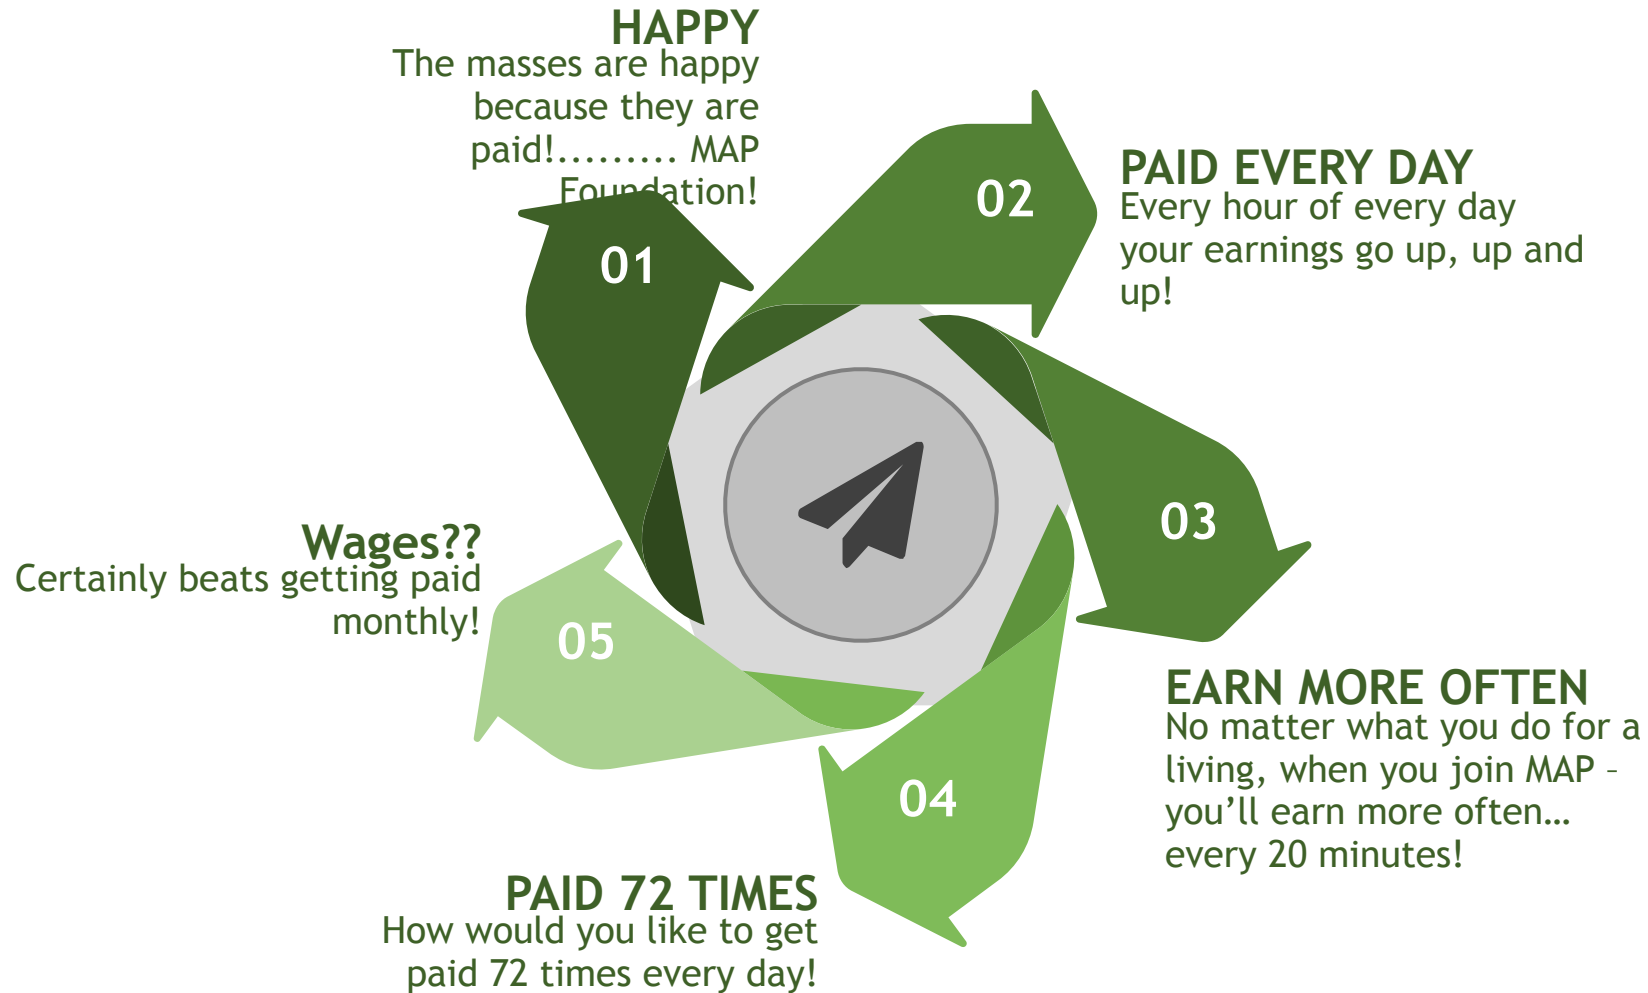 HAPPY
The masses are happy
because they are
paid!......... MAP
Foundation!
01
02
PAID EVERY DAY
Every hour of every day
your earnings go up, up and
up!
03
EARN MORE OFTEN
No matter what you do for a
living, when you join MAP –
you’ll earn more often…
every 20 minutes!
04
PAID 72 TIMES
How would you like to get
paid 72 times every day!
05
Wages??
Certainly beats getting paid
monthly!